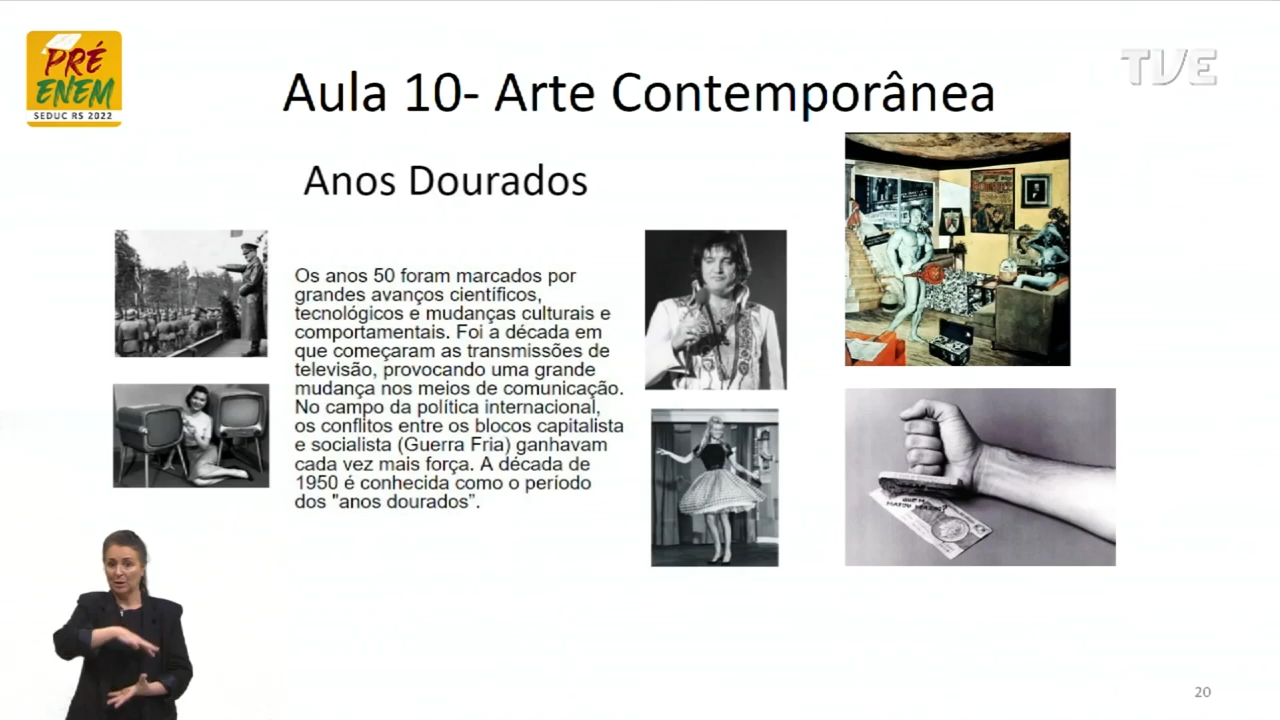 PRÉ
ENEM
SEDUC RS 2022
TVE
Aula 10- Arte Contemporânea
Anos Dourados
Os anos 50 foram marcados por
grandes avanços científicos,
tecnológicos e mudanças culturais e
comportamentais. Foi a década em
que começaram as transmissões de
televisão, provocando uma grande
mudança nos meios de comunicação.
No campo da política internacional,
os conflitos entre os blocos capitalista
e socialista (Guerra Fria) ganhavam
cada vez mais força. A década de
1950 é conhecida como o período
dos "anos dourados”.
QUEM
MATOU HERZOG?
20